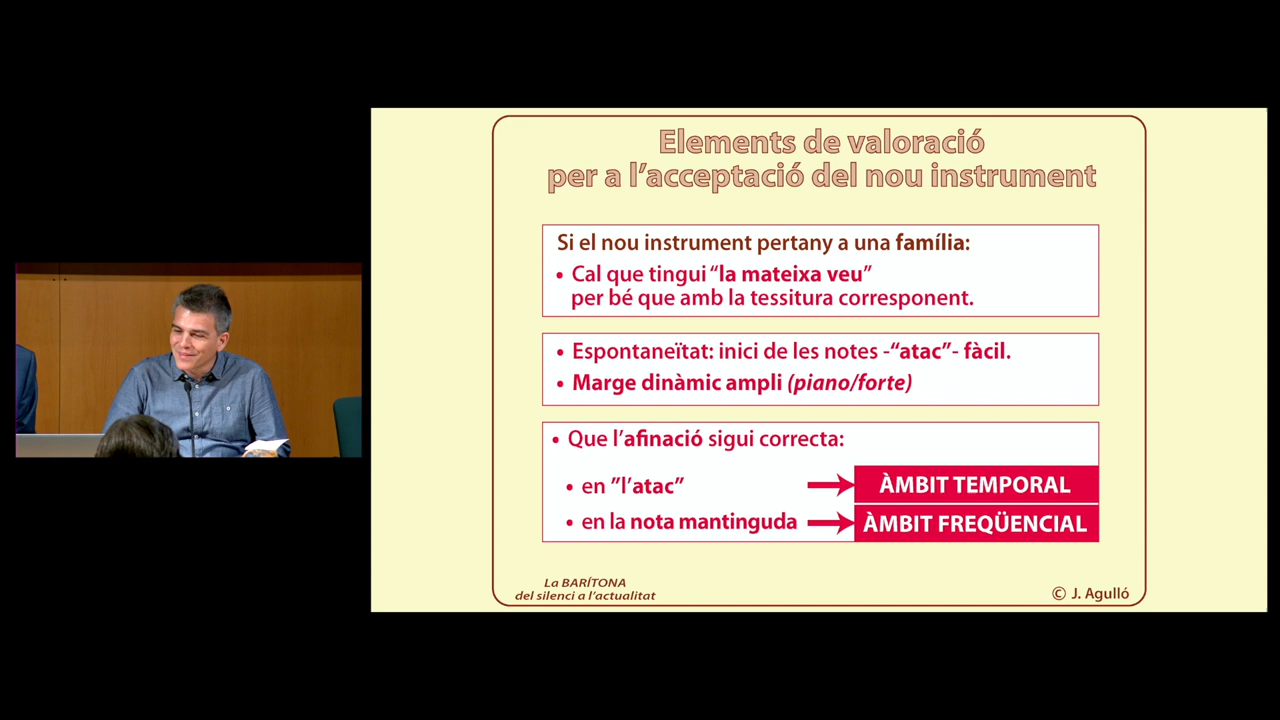 Elements de valoració
per a l’acceptació del nou instrument
Si el nou instrument pertany a una família:
• Cal que tingui “la mateixa veu”
per bé que amb la tessitura corresponent.
• Espontaneïtat: inici de les notes -“atac”- fàcil.
• Marge dinàmic ampli (piano/forte)
• Que l’afinació sigui correcta:
• en ”l’atac”
ÀMBIT TEMPORAL
• en la nota mantinguda
ÀMBIT FREQÜENCIAL
La BARÍTONA
del silenci a l’actualitat
© J. Agulló